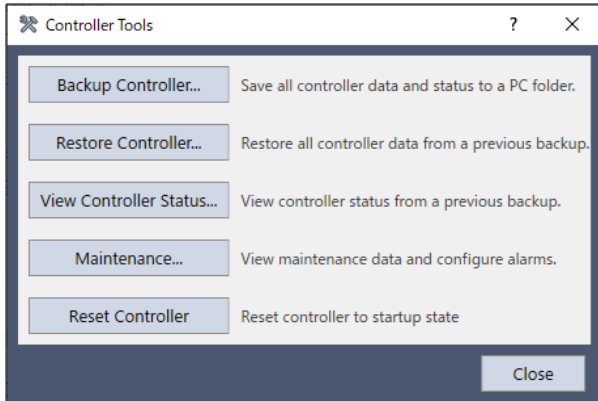 Controller Tools ? ×
Backup Controller... Save all controller data and status to a PC folder.
Restore Controller... Restore all controller data from a previous backup.
View Controller Status... View controller status from a previous backup.
Maintenance... View maintenance data and configure alarms.
Reset Controller Reset controller to startup state
Close